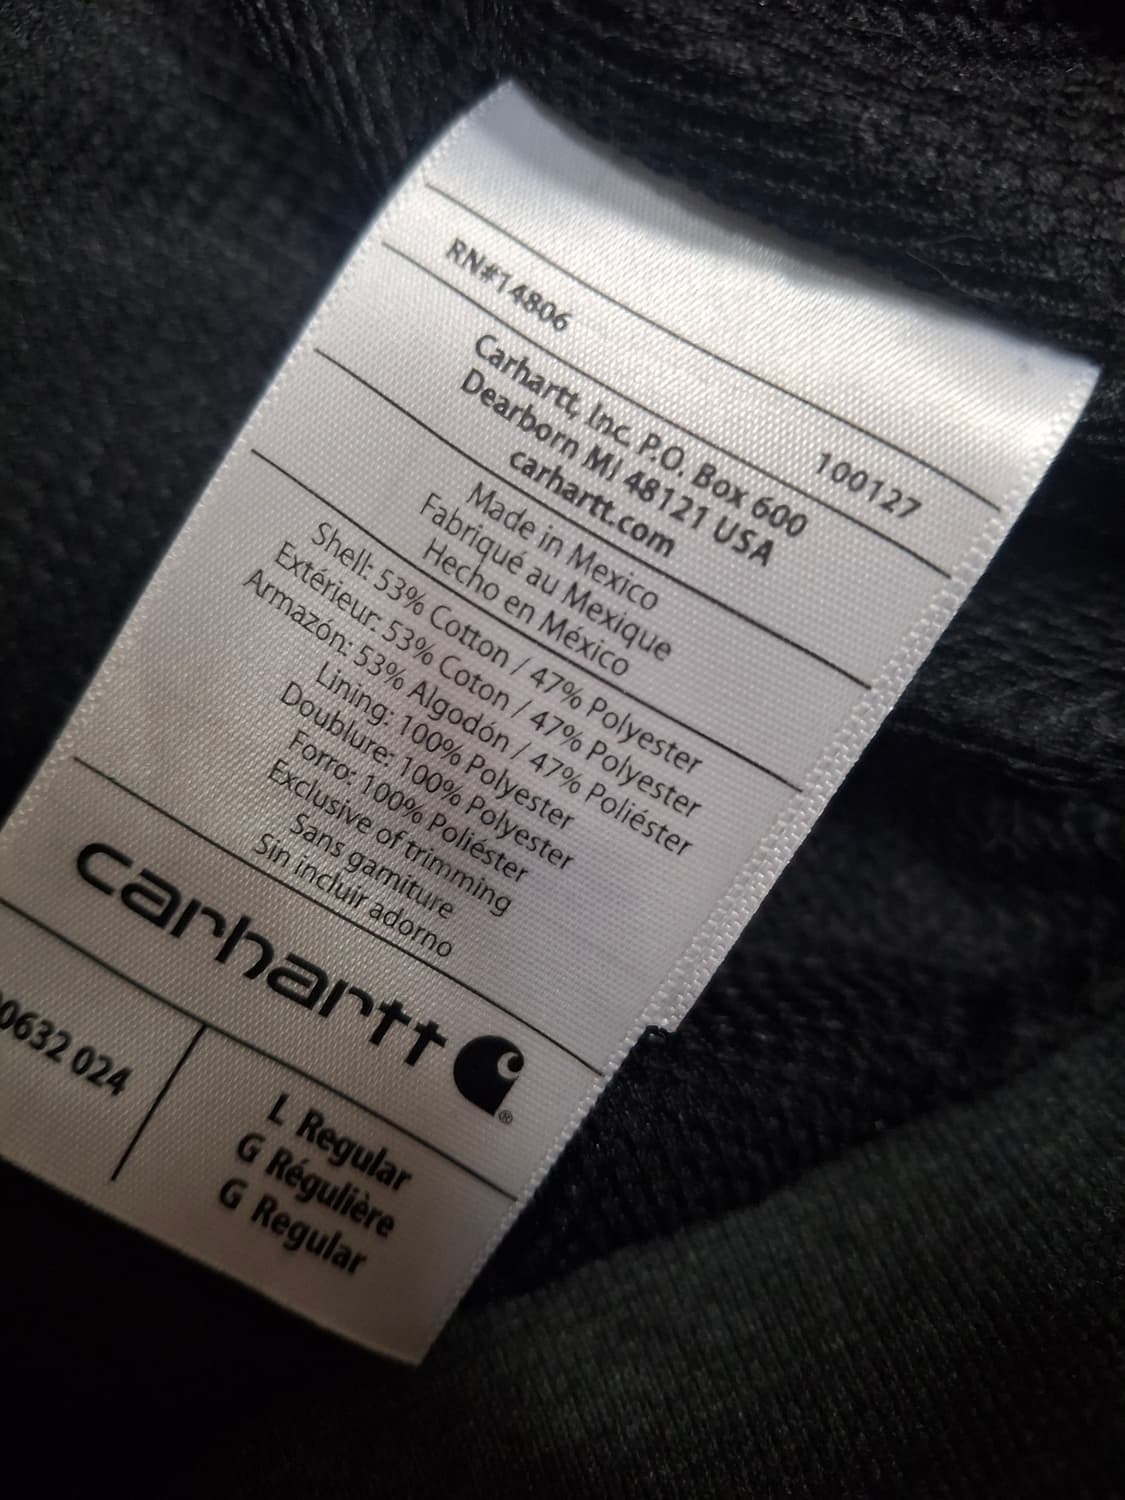 RN#14806 100127
Carhartt, Inc. P.O. Box 600
Dearborn MI 48121 USA
carhartt.com
Made in Mexico
Fabriqué au Mexique
Hecho en México
Shell: 53% Cotton / 47% Polyester
Extérieur: 53% Coton / 47% Polyester
Armazón: 53% Algodón / 47% Poliéster
Lining: 100% Polyester
Doublure: 100% Polyester
Forro: 100% Poliéster
Exclusive of trimming
Sans garniture
Sin incluir adorno
carhartt ®
0632 024
L Regular
G Régulière
G Regular